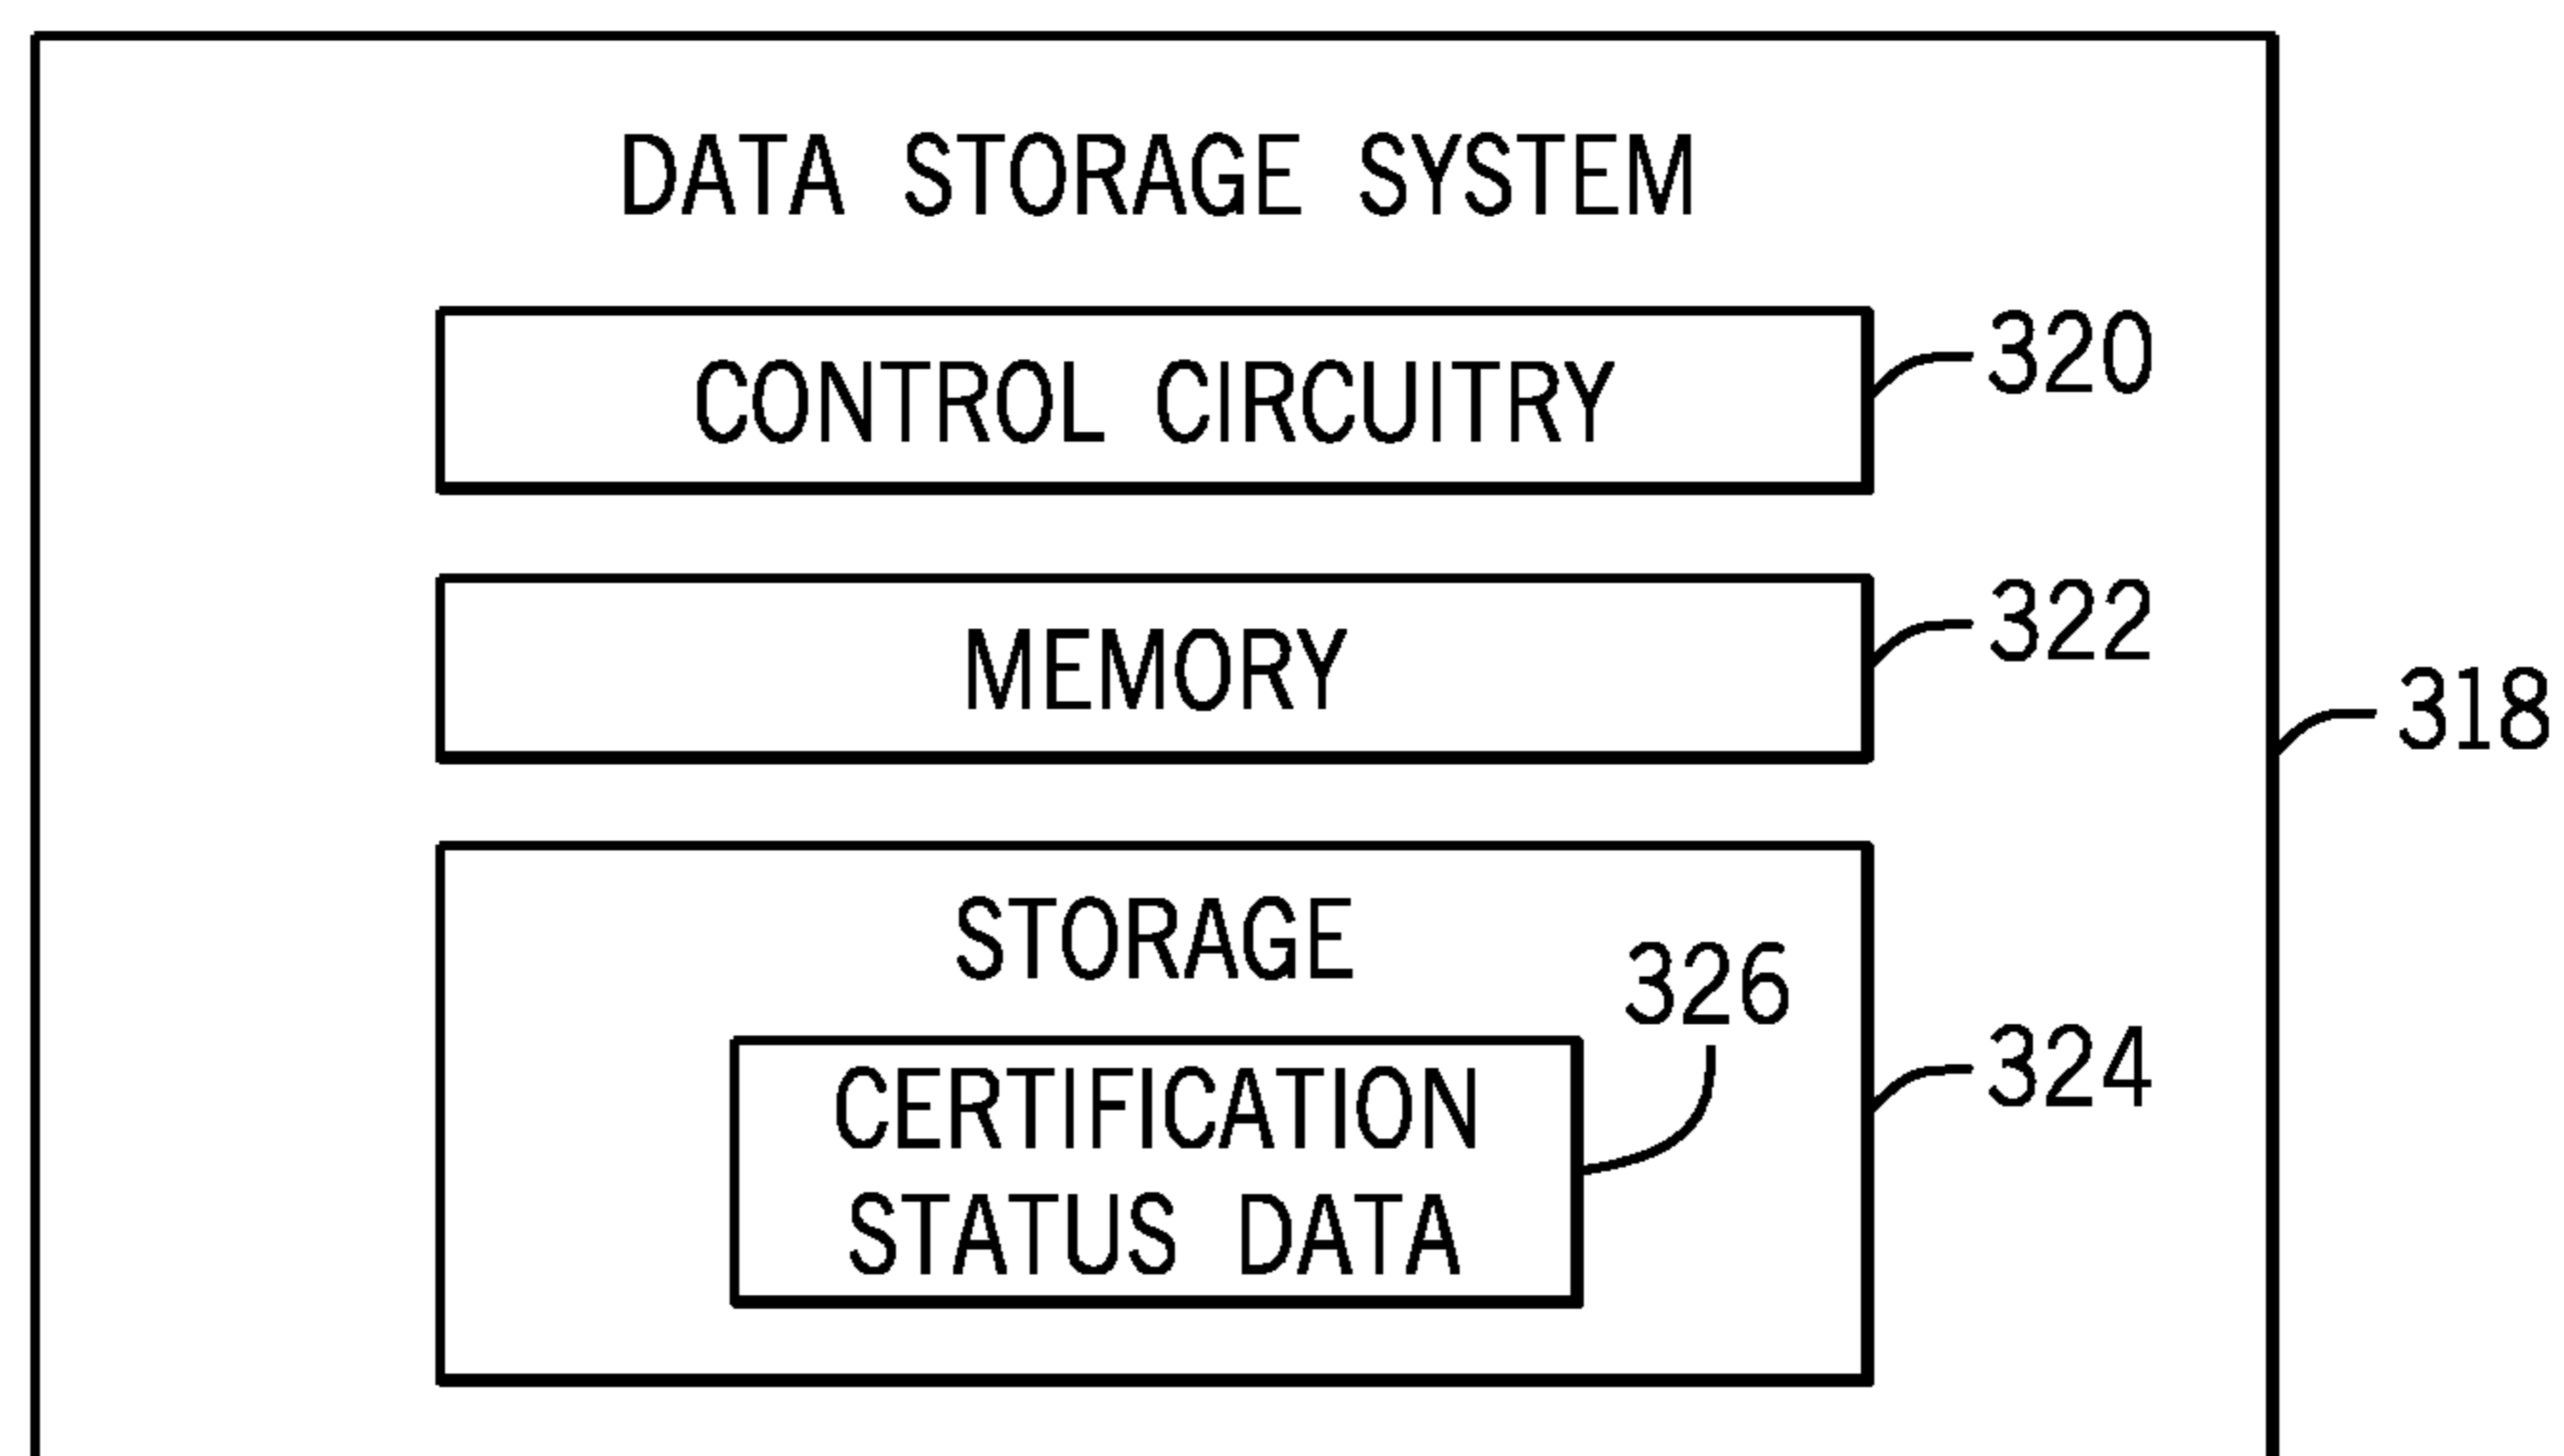 DATA STORAGE SYSTEM
CONTROL CIRCUITRY
320
MEMORY
322
318
STORAGE
326
CERTIFICATION
STATUS DATA
324